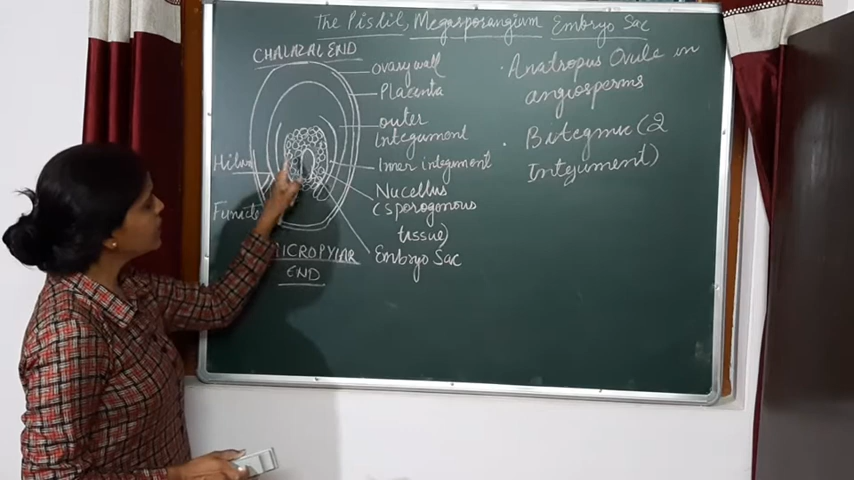 The Pistil, Megasporangium Embryo Sac
CHALAZAL END
ovary wall
Placenta
outer
Integument
Inner integument
Nucellus
(sporogonous
tissue)
Embryo Sac
Hilum
Funicle
MICROPYLAR
END
· Anatropus Ovule in
Angiosperms
· Bitegmic (2
Integument)